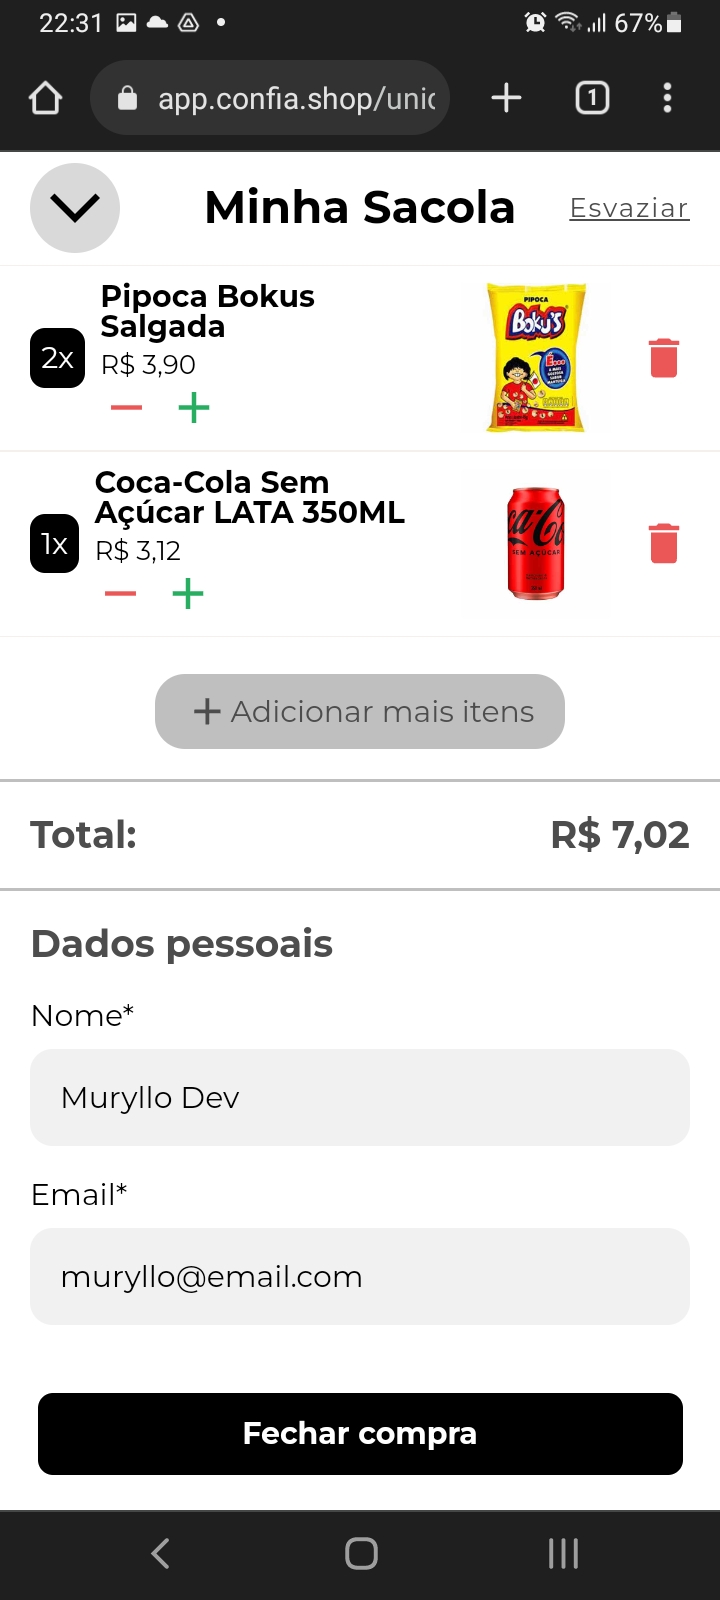 22:31
67%
app.confia.shop/unic
1
Minha Sacola
Esvaziar
Pipoca Bokus
Salgada
2x
R$ 3,90
PIPOCA
BOKU'S
Coca-Cola Sem
Açúcar LATA 350ML
1x
R$ 3,12
ca-Co
SEM AÇÚCAR
+ Adicionar mais itens
Total:
R$ 7,02
Dados pessoais
Nome*
Muryllo Dev
Email*
muryllo@email.com
Fechar compra